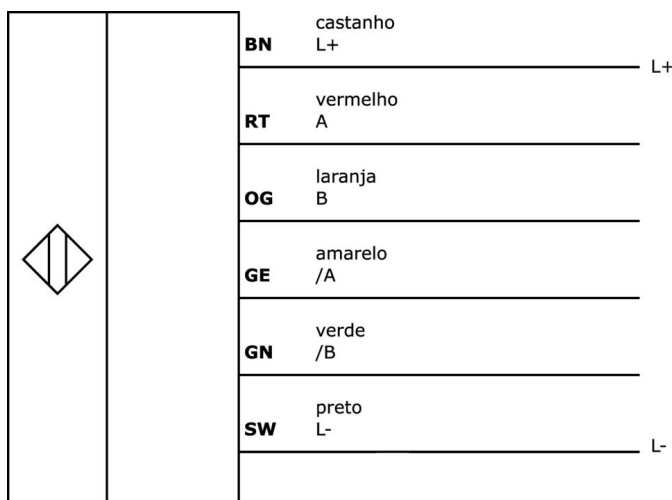 castanho
BN L+
L+
vermelho
RT A
laranja
OG B
amarelo
GE /A
verde
GN /B
preto
SW L-
L-